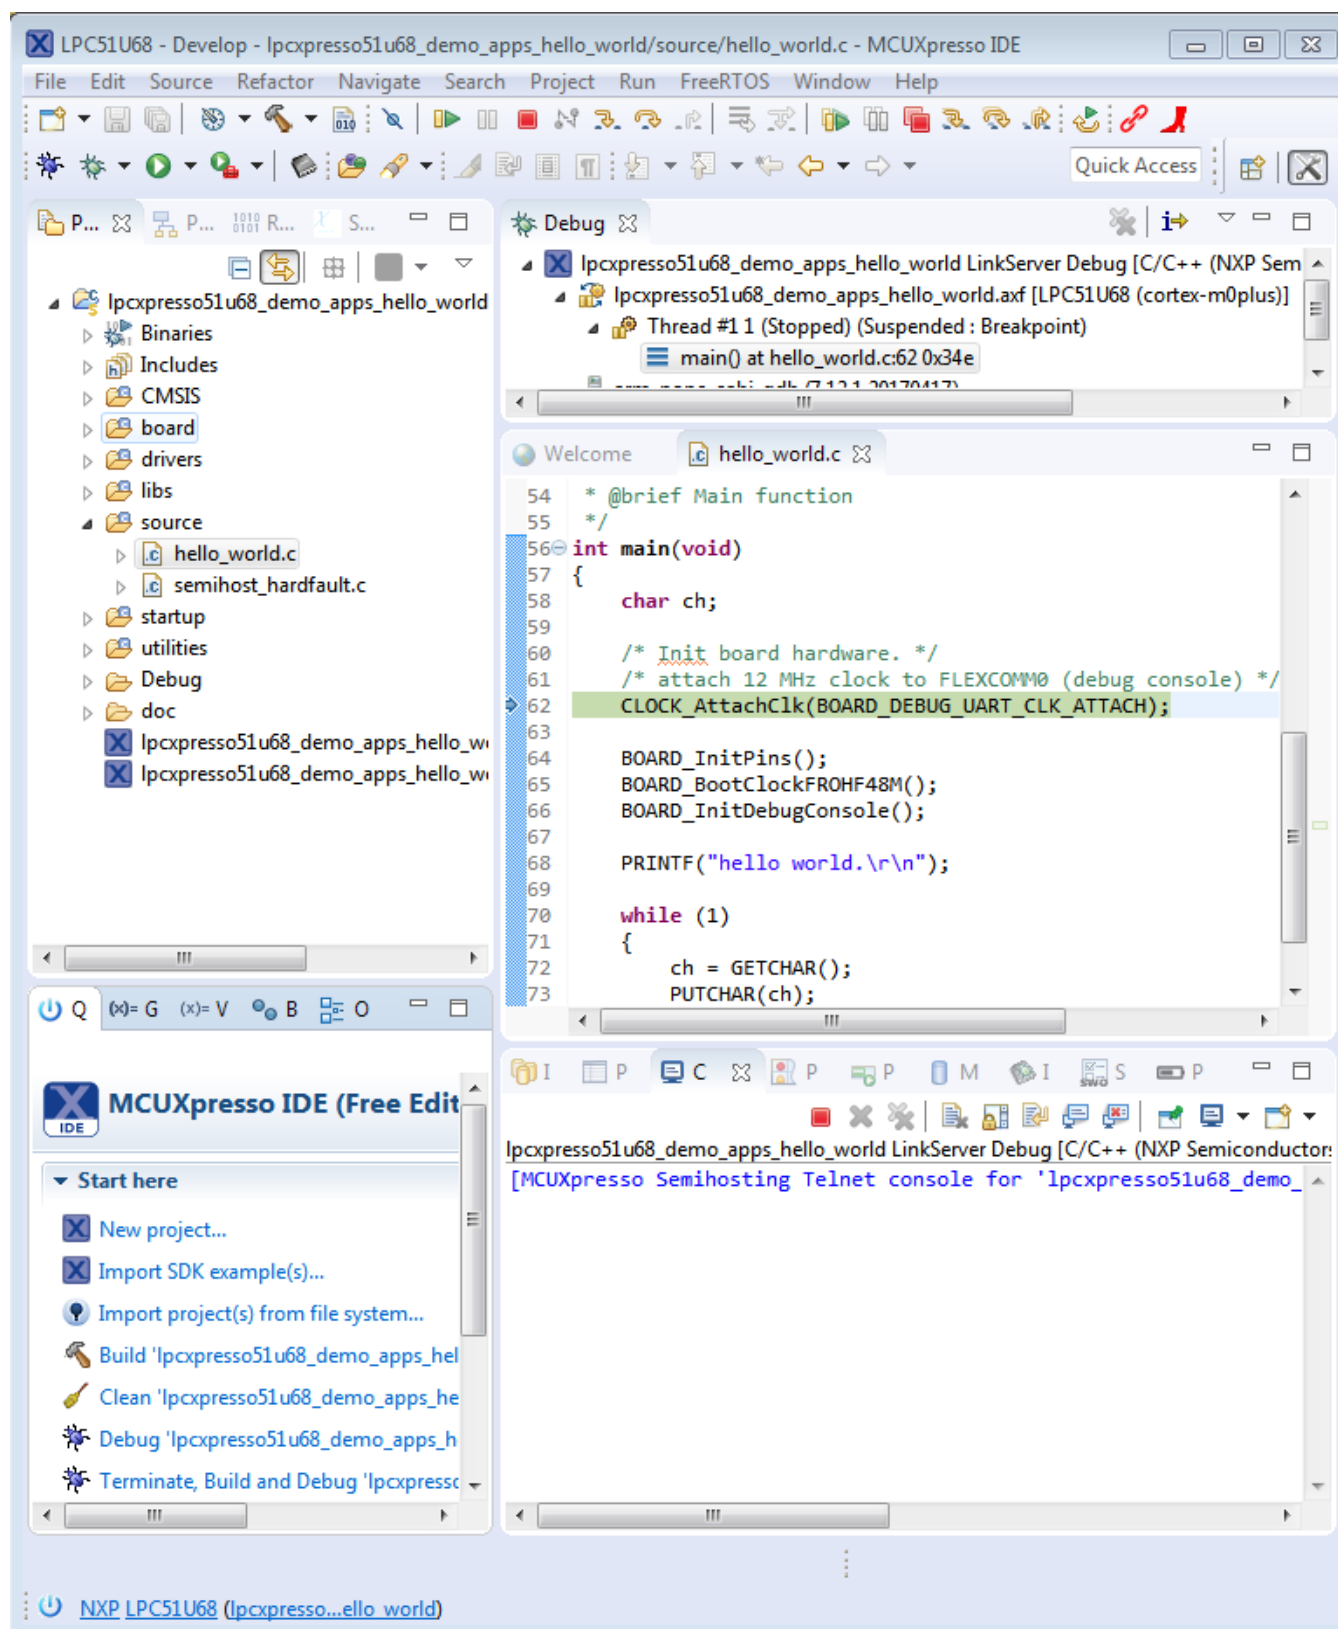 LPC51U68 - Develop - lpcxpresso51u68_demo_apps_hello_world/source/hello_world.c - MCUXpresso IDE
File Edit Source Refactor Navigate Search Project Run FreeRTOS Window Help
010
Quick Access
P... P... R... S...
lpcxpresso51u68_demo_apps_hello_world
Binaries
Includes
CMSIS
board
drivers
libs
source
hello_world.c
semihost_hardfault.c
startup
utilities
Debug
doc
lpcxpresso51u68_demo_apps_hello_w
lpcxpresso51u68_demo_apps_hello_w
Debug
lpcxpresso51u68_demo_apps_hello_world LinkServer Debug [C/C++ (NXP Sem
lpcxpresso51u68_demo_apps_hello_world.axf [LPC51U68 (cortex-m0plus)]
Thread #1 1 (Stopped) (Suspended : Breakpoint)
main() at hello_world.c:62 0x34e
Welcome hello_world.c
54 * @brief Main function
55 */
56 int main(void)
57 {
58 char ch;
59
60 /* Init board hardware. */
61 /* attach 12 MHz clock to FLEXCOMM0 (debug console) */
62 CLOCK_AttachClk(BOARD_DEBUG_UART_CLK_ATTACH);
63
64 BOARD_InitPins();
65 BOARD_BootClockFROHF48M();
66 BOARD_InitDebugConsole();
67
68 PRINTF("hello world.\r\n");
69
70 while (1)
71 {
72 ch = GETCHAR();
73 PUTCHAR(ch);
Q (x)= G (x)= V B O
IDE
MCUXpresso IDE (Free Edit
Start here
New project...
Import SDK example(s)...
Import project(s) from file system...
Build 'lpcxpresso51u68_demo_apps_hel
Clean 'lpcxpresso51u68_demo_apps_he
Debug 'lpcxpresso51u68_demo_apps_h
Terminate, Build and Debug 'lpcxpresso
I P C P P M I SWO S P
lpcxpresso51u68_demo_apps_hello_world LinkServer Debug [C/C++ (NXP Semiconductors
[MCUXpresso Semihosting Telnet console for 'lpcxpresso51u68_demo_
NXP LPC51U68 (lpcxpresso...ello world)